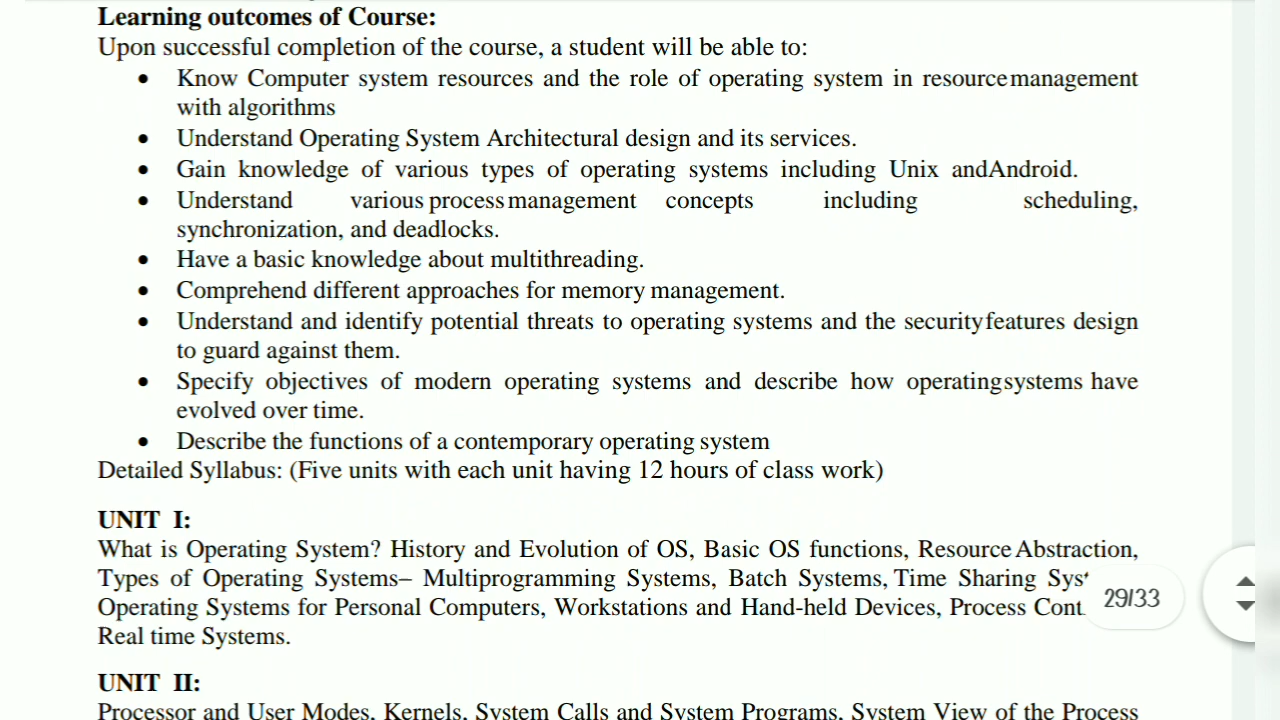 Learning outcomes of Course:
Upon successful completion of the course, a student will be able to:
• Know Computer system resources and the role of operating system in resourcemanagement
with algorithms
• Understand Operating System Architectural design and its services.
• Gain knowledge of various types of operating systems including Unix andAndroid.
• Understand various process management concepts including scheduling,
synchronization, and deadlocks.
• Have a basic knowledge about multithreading.
• Comprehend different approaches for memory management.
• Understand and identify potential threats to operating systems and the securityfeatures design
to guard against them.
• Specify objectives of modern operating systems and describe how operatingsystems have
evolved over time.
• Describe the functions of a contemporary operating system
Detailed Syllabus: (Five units with each unit having 12 hours of class work)
UNIT I:
What is Operating System? History and Evolution of OS, Basic OS functions, Resource Abstraction,
Types of Operating Systems– Multiprogramming Systems, Batch Systems, Time Sharing
Operating Systems for Personal Computers, Workstations and Hand-held Devices, Process
29/33
Real time Systems.
UNIT II:
Processor and User Modes, Kernels, System Calls and System Programs, System View of the Process